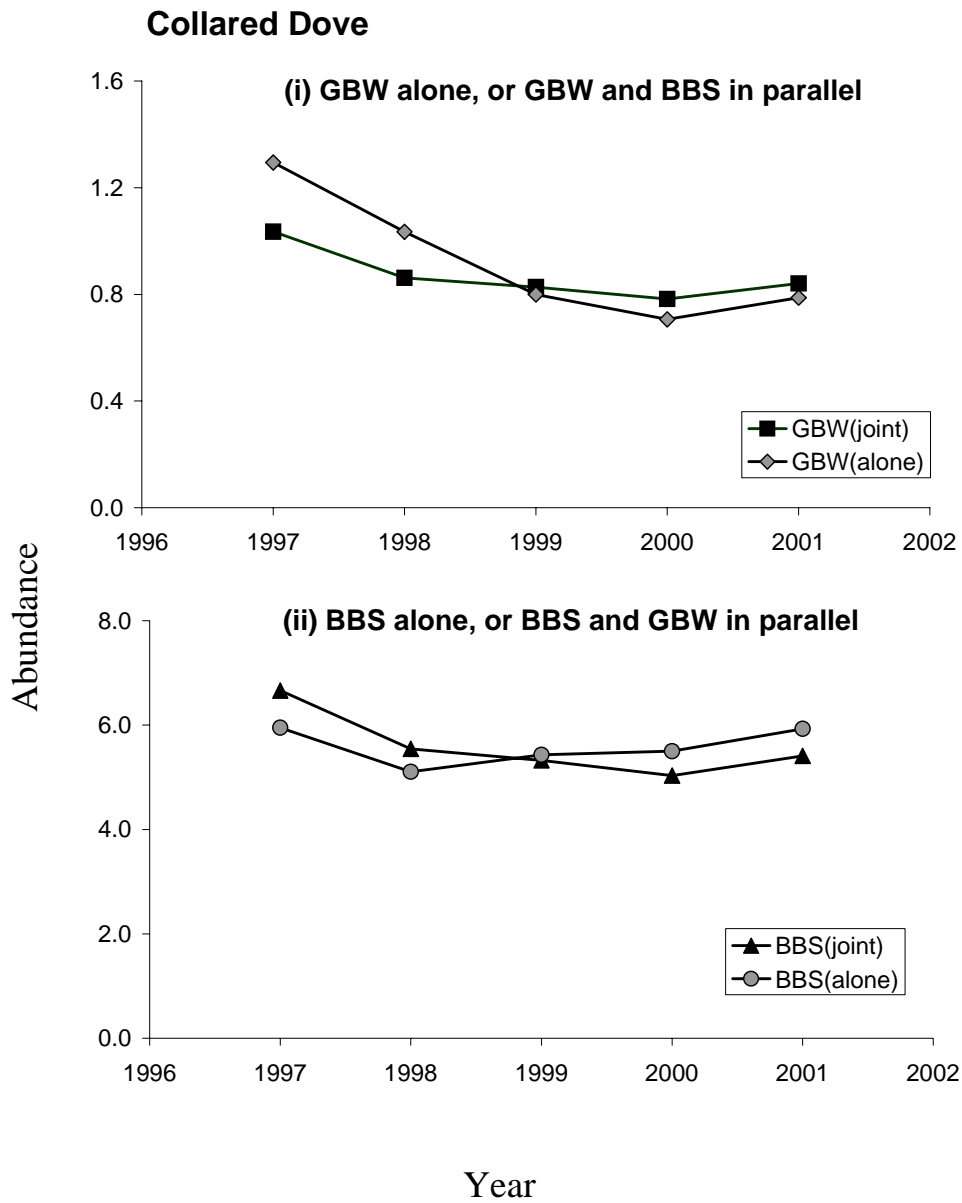 Collared Dove
(i) GBW alone, or GBW and BBS in parallel
1.6
1.2
0.8
0.4
0.0
GBW(joint)
GBW(alone)
1996 1997 1998 1999 2000 2001 2002
Abundance
(ii) BBS alone, or BBS and GBW in parallel
8.0
6.0
4.0
2.0
0.0
BBS(joint)
BBS(alone)
1996 1997 1998 1999 2000 2001 2002
Year